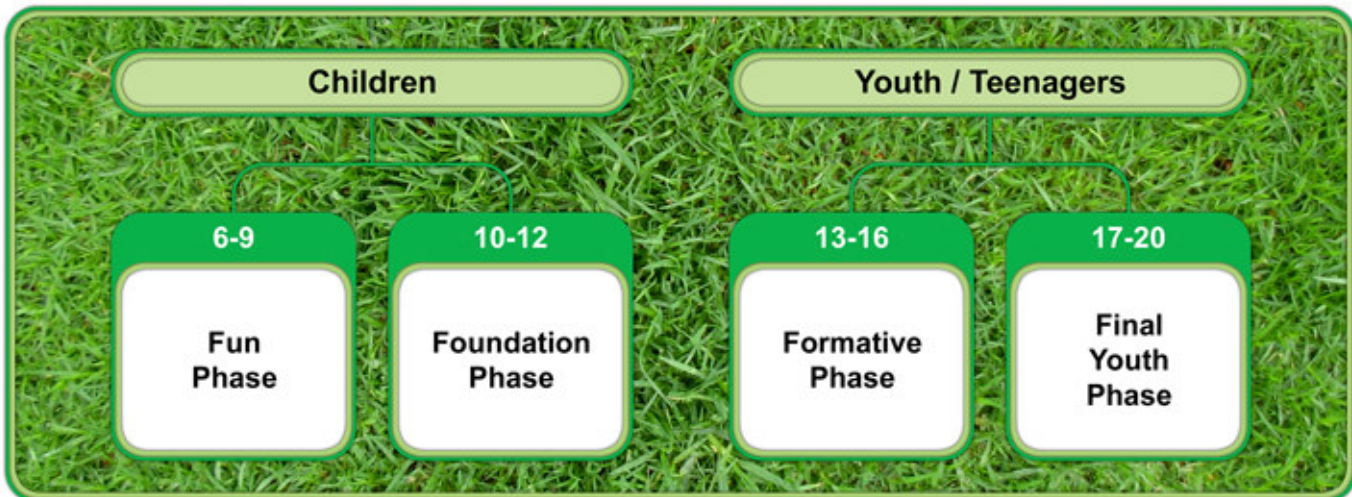 Children
Youth / Teenagers
6-9
Fun
Phase
10-12
Foundation
Phase
13-16
Formative
Phase
17-20
Final
Youth
Phase